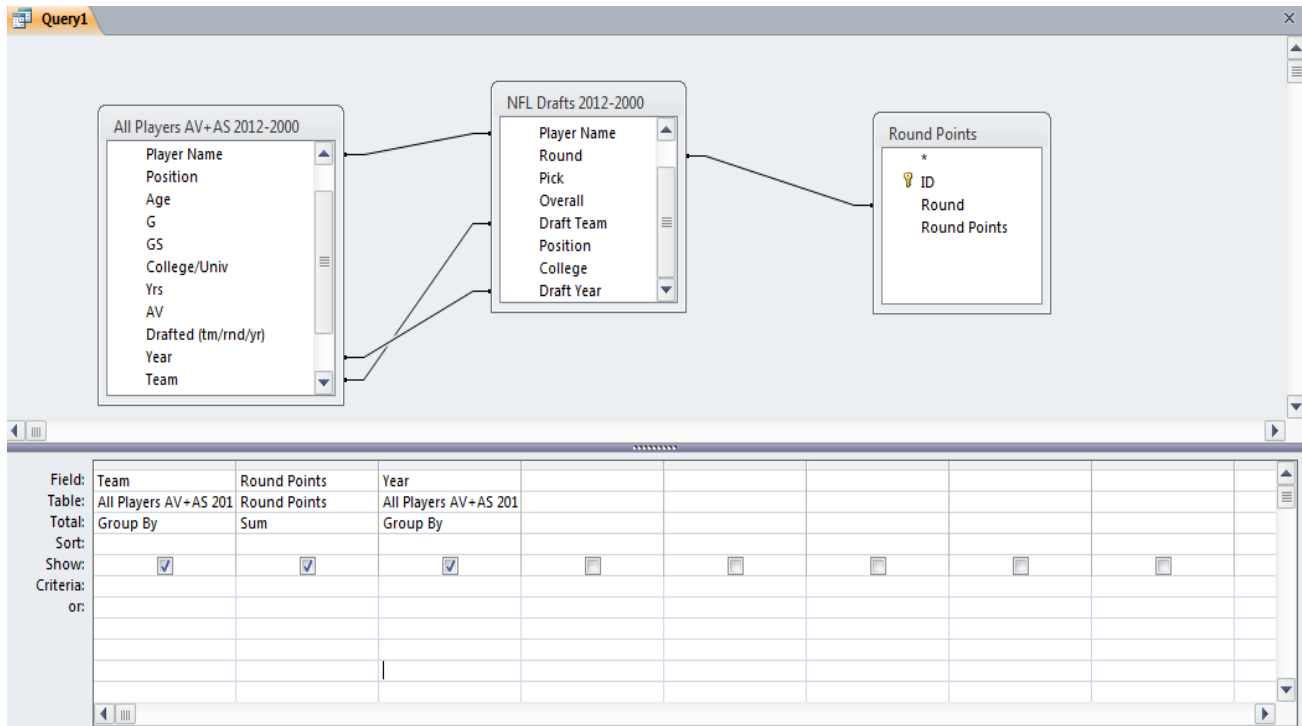 Query1
All Players AV+AS 2012-2000
Player Name
Position
Age
G
GS
College/Univ
Yrs
AV
Drafted (tm/rnd/yr)
Year
Team
NFL Drafts 2012-2000
Player Name
Round
Pick
Overall
Draft Team
Position
College
Draft Year
Round Points
*
ID
Round
Round Points
Field: Team Round Points Year
Table: All Players AV+AS 201 Round Points All Players AV+AS 201
Total: Group By Sum Group By
Sort:
Show:
Criteria:
or: